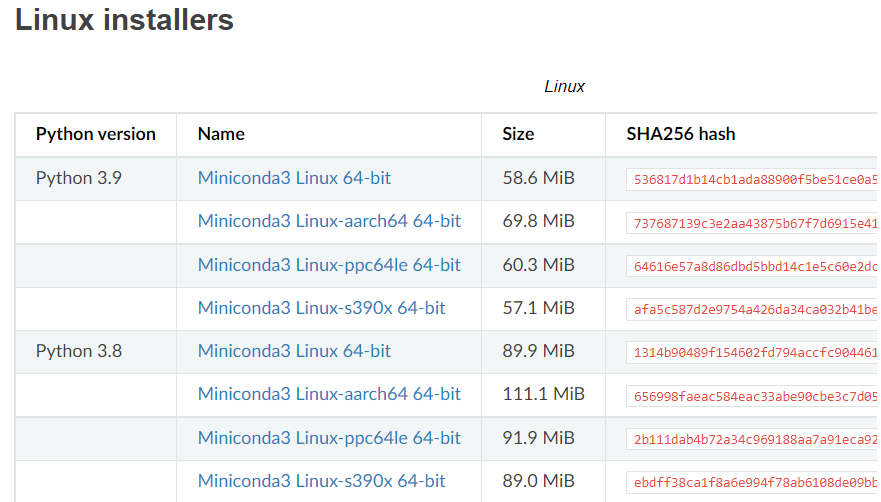 Linux installers
Linux
Python version Name Size SHA256 hash
Python 3.9 Miniconda3 Linux 64-bit 58.6 MiB 536817d1b14cb1ada88900f5be51ce0a5
Miniconda3 Linux-aarch64 64-bit 69.8 MiB 737687139c3e2aa43875b67f7d6915e41
Miniconda3 Linux-ppc64le 64-bit 60.3 MiB 64616e57a8d86dbd5bbd14c1e5c60e2dc
Miniconda3 Linux-s390x 64-bit 57.1 MiB afa5c587d2e9754a426da34ca032b41be
Python 3.8 Miniconda3 Linux 64-bit 89.9 MiB 1314b90489f154602fd794accfc904461
Miniconda3 Linux-aarch64 64-bit 111.1 MiB 656998faeac584eac33abe90cbe3c7d05
Miniconda3 Linux-ppc64le 64-bit 91.9 MiB 2b111dab4b72a34c969188aa7a91eca92
Miniconda3 Linux-s390x 64-bit 89.0 MiB ebdff38ca1f8a6e994f78ab6108de09bb